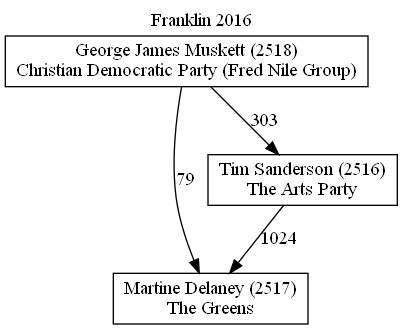 Franklin 2016
George James Muskett (2518)
Christian Democratic Party (Fred Nile Group)
303
Tim Sanderson (2516)
The Arts Party
79
1024
Martine Delaney (2517)
The Greens